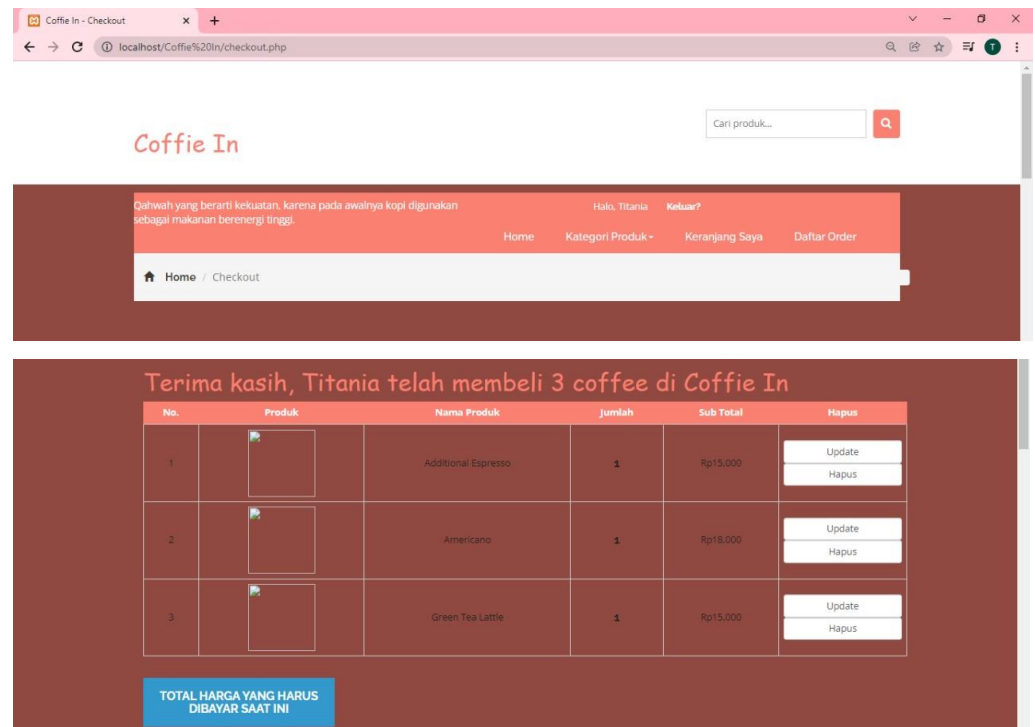 Coffie In - Checkout
localhost/Coffie%20In/checkout.php
T
Cari produk...
Coffie In
Qahwah yang berarti kekuatan, karena pada awalnya kopi digunakan
sebagai makanan berenergi tinggi.
Halo, Titania Keluar?
Home Kategori Produk Keranjang Saya Daftar Order
Home / Checkout
Terima kasih, Titania telah membeli 3 coffee di Coffie In
No. Produk Nama Produk Jumlah Sub Total Hapus
1 Additional Espresso 1 Rp15,000 Update
Hapus
2 Americano 1 Rp18,000 Update
Hapus
3 Green Tea Lattie 1 Rp15,000 Update
Hapus
TOTAL HARGA YANG HARUS
DIBAYAR SAAT INI